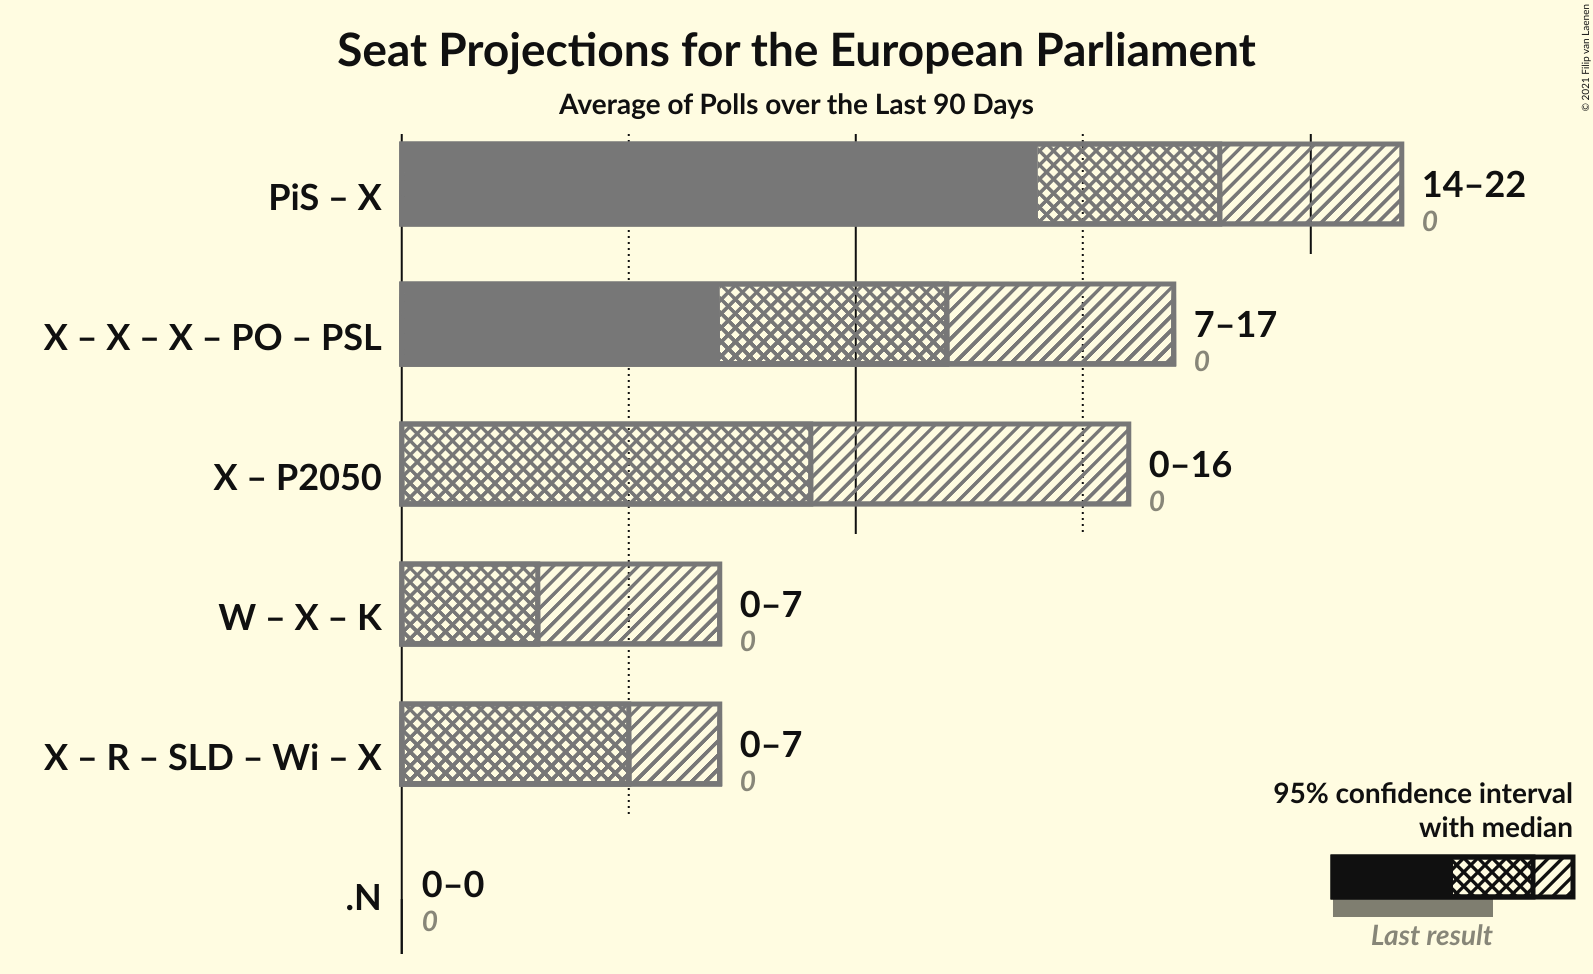 Seat Projections for the European Parliament
Average of Polls over the Last 90 Days
© 2021 Filip van Laenen
PiS – X
14–22
0
X – X – X – PO – PSL
7–17
0
X – P2050
0–16
0
W – X – K
0–7
0
X – R – SLD – Wi – X
0–7
0
.N
0–0
0
95% confidence interval
with median
Last result